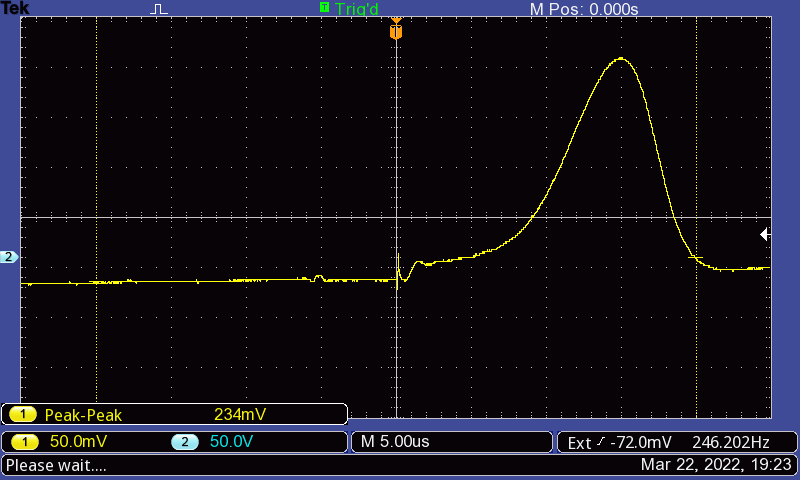 Tek T Trig'd M Pos: 0.000s
T
2
1 Peak-Peak 234mV
1 50.0mV 2 50.0V M 5.00us Ext -72.0mV 246.202Hz
Please wait.... Mar 22, 2022, 19:23